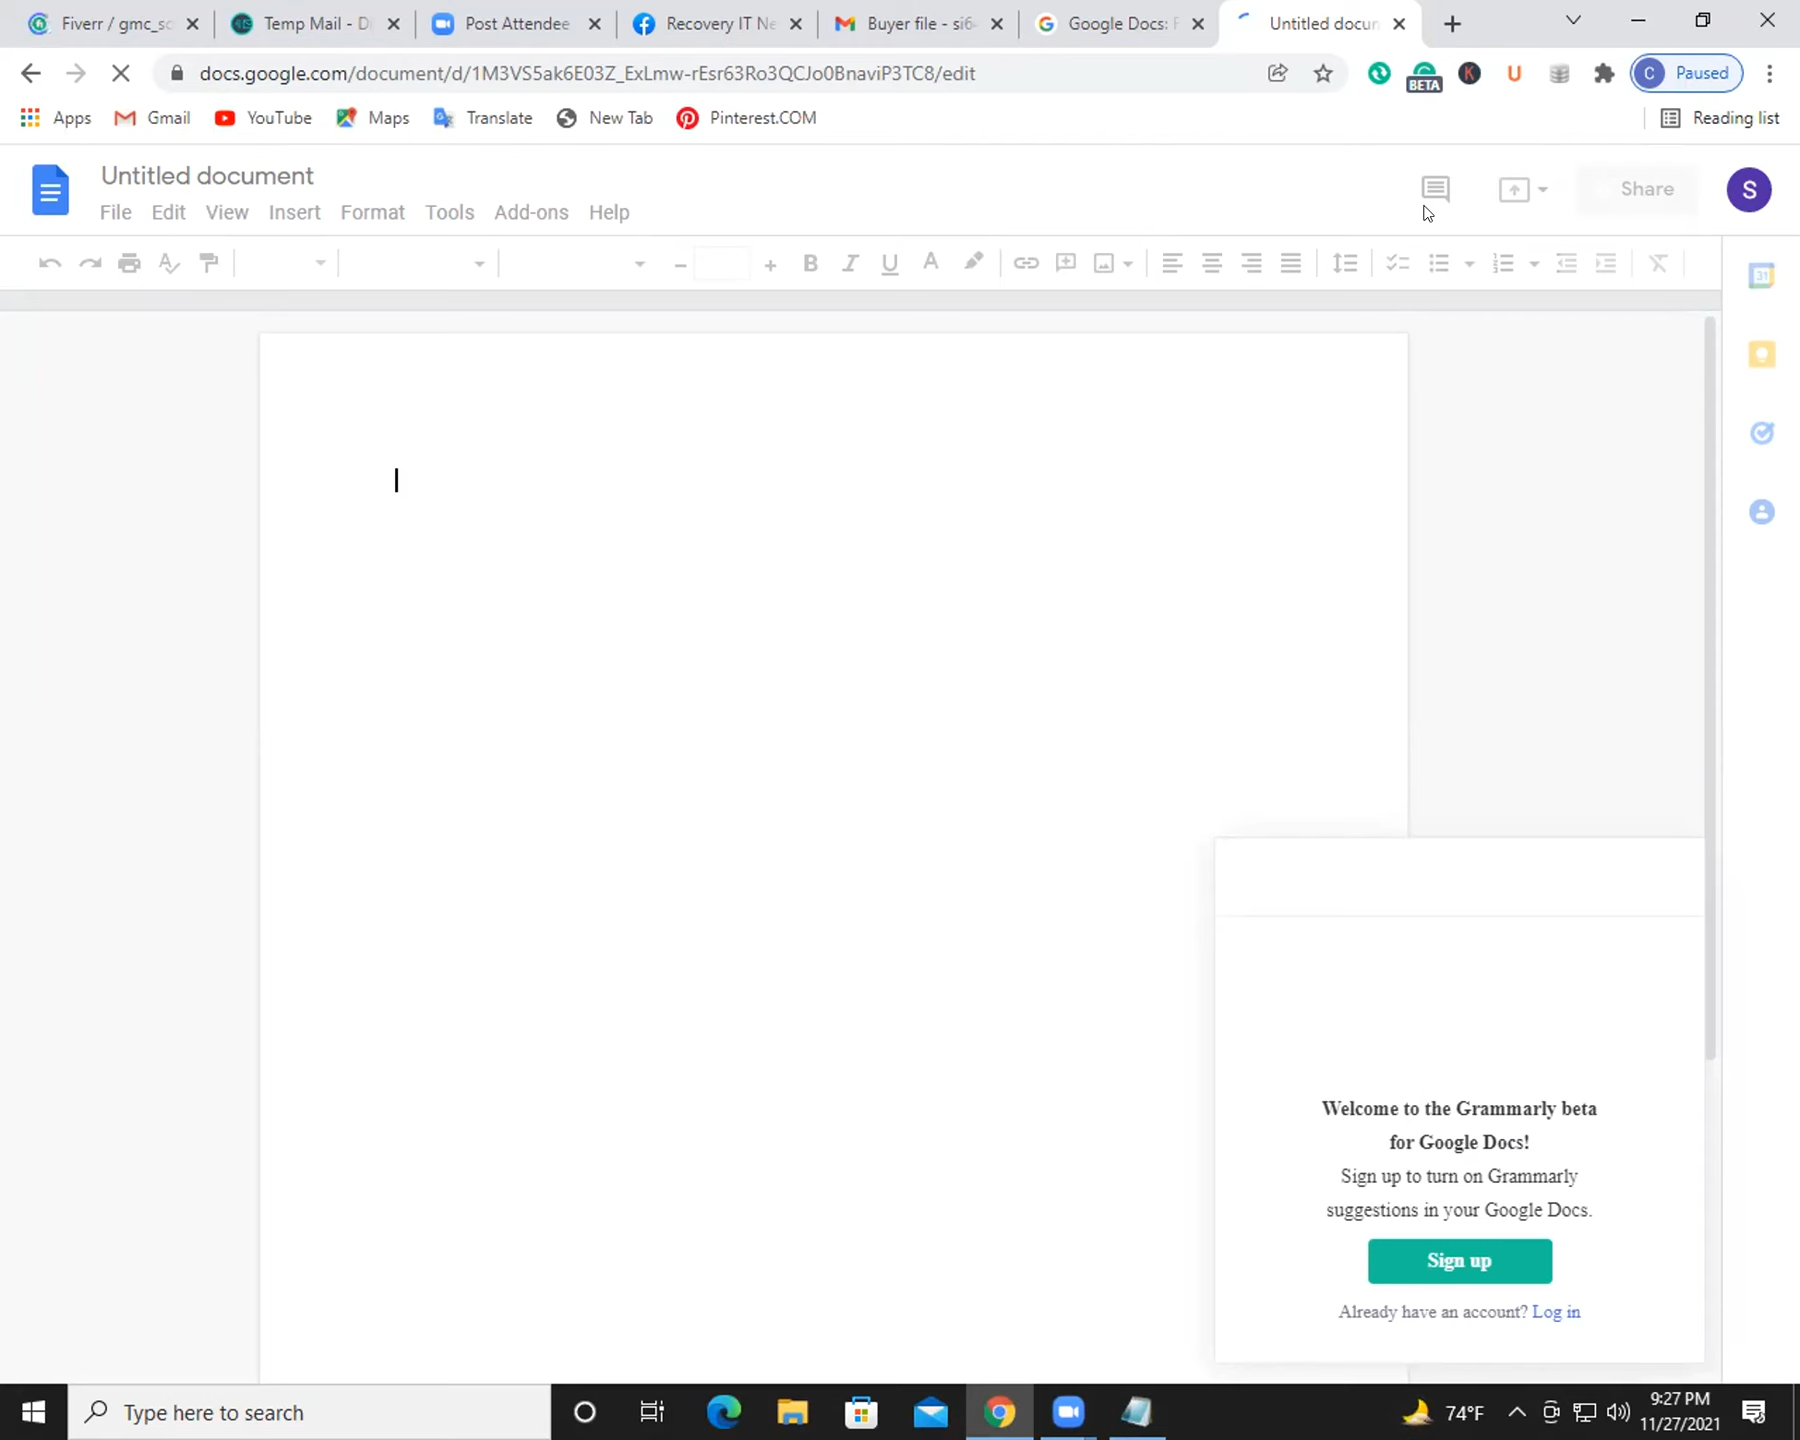 Fiverr / gmc_sc
Temp Mail - D
Post Attendee
Recovery IT Ne
Buyer file - si6
Google Docs: F
Untitled docun
docs.google.com/document/d/1M3VS5ak6E03Z_ExLmw-rEsr63Ro3QCJo0BnaviP3TC8/edit
BETA
K
U
C
Paused
Apps
Gmail
YouTube
Maps
Translate
New Tab
Pinterest.COM
Reading list
Untitled document
File
Edit
View
Insert
Format
Tools
Add-ons
Help
Share
S
B
I
U
A
31
Welcome to the Grammarly beta
for Google Docs!
Sign up to turn on Grammarly
suggestions in your Google Docs.
Sign up
Already have an account? Log in
Type here to search
74°F
9:27 PM
11/27/2021